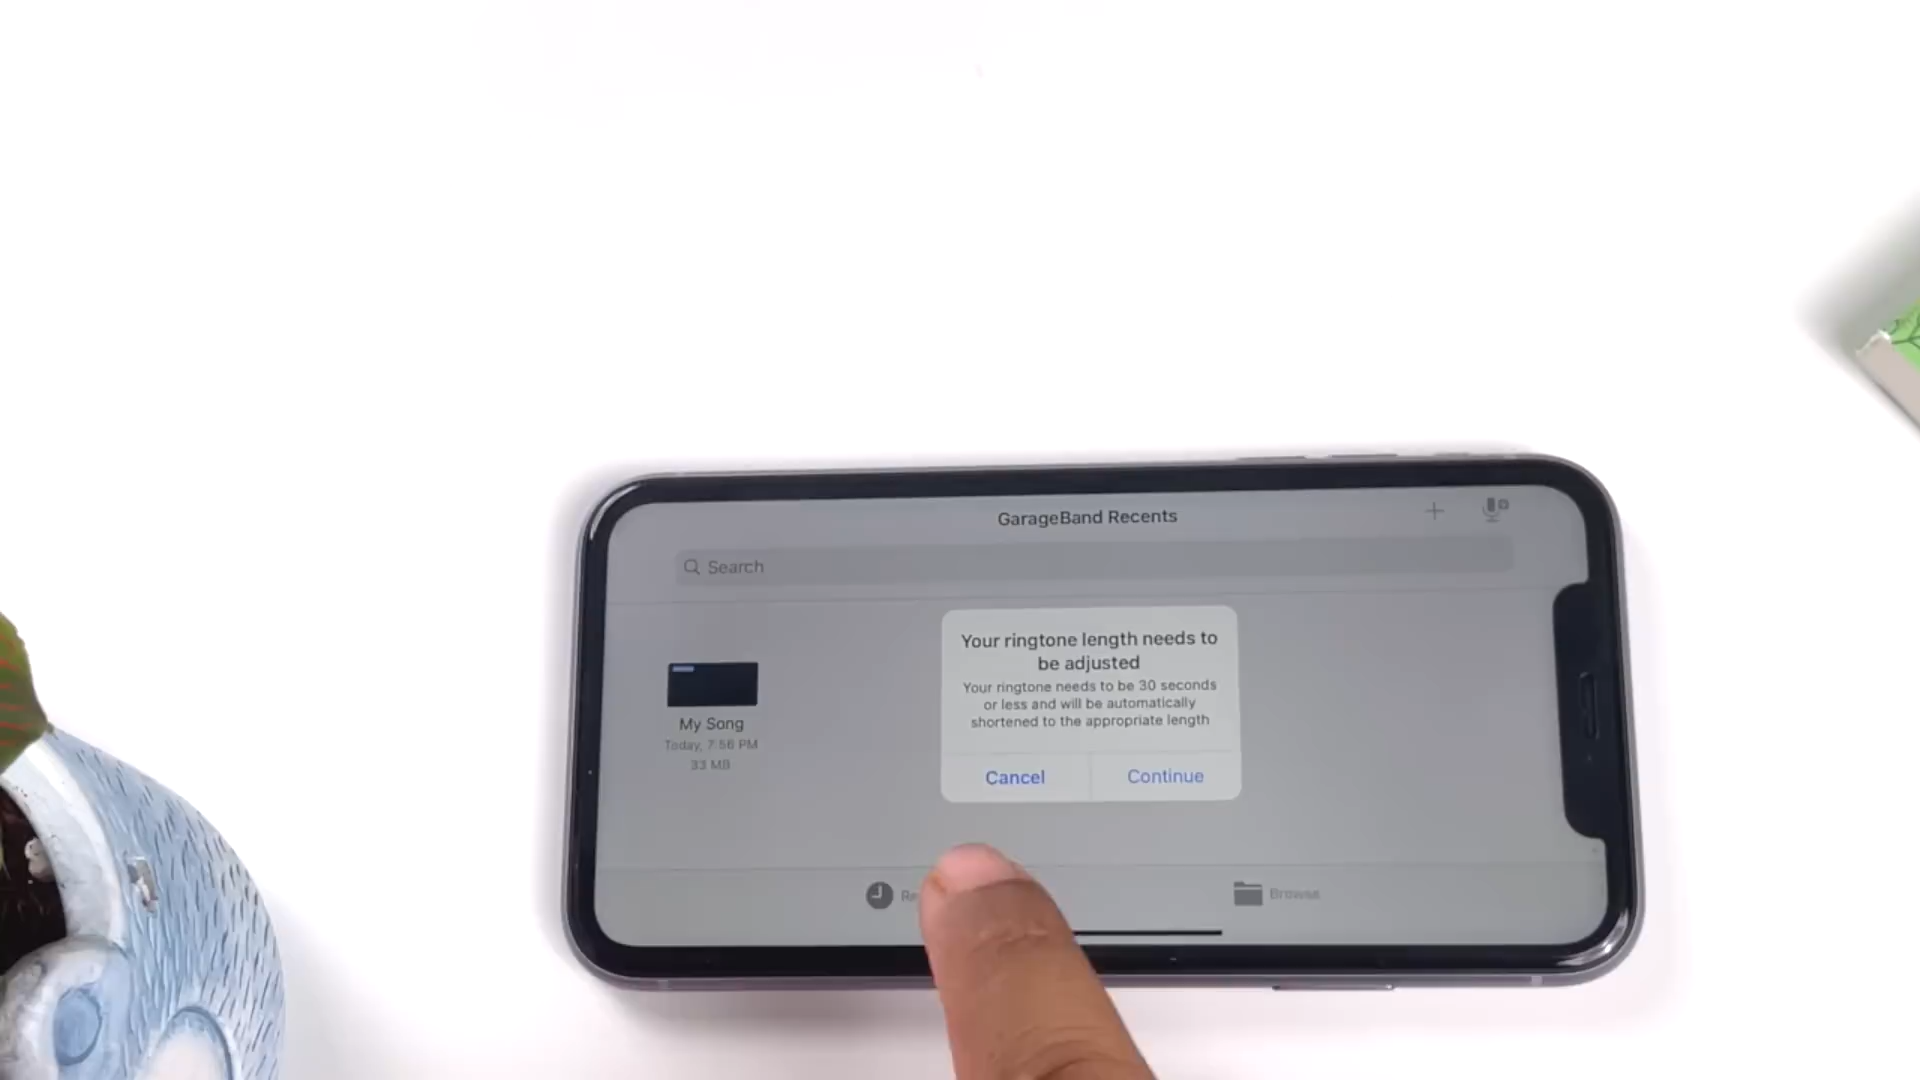 GarageBand Recents
Search
Your ringtone length needs to
be adjusted
Your ringtone needs to be 30 seconds
or less and will be automatically
shortened to the appropriate length
Cancel
Continue
My Song
Today, 7:56 PM
33 MB
Browse